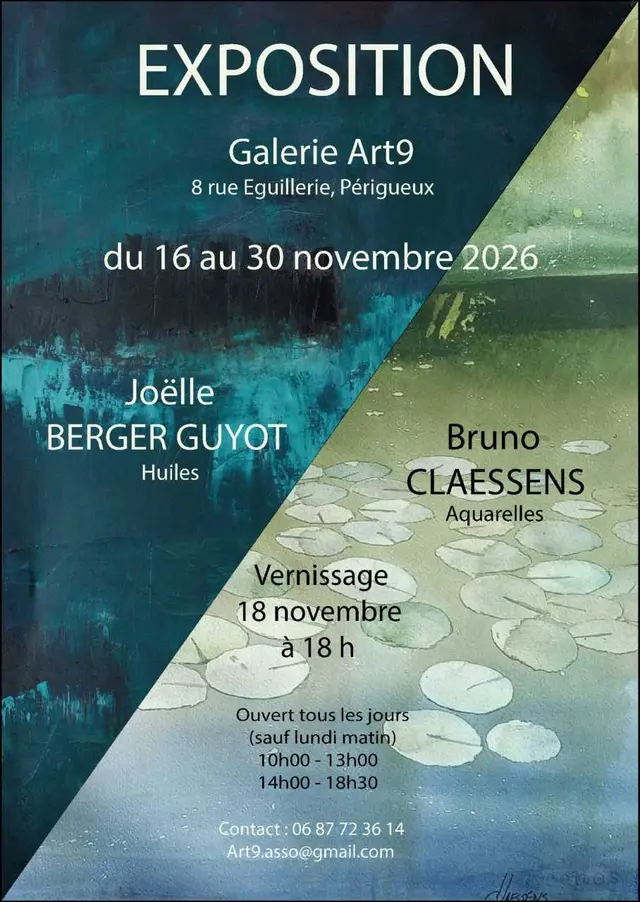 EXPOSITION
Galerie Art9
8 rue Eguillerie, Périgueux
du 16 au 30 novembre 2026
Joëlle
BERGER GUYOT
Huiles
Bruno
CLAESSENS
Aquarelles
Vernissage
18 novembre
à 18 h
Ouvert tous les jours
(sauf lundi matin)
10h00 - 13h00
14h00 - 18h30
Contact : 06 87 72 36 14
Art9.asso@gmail.com